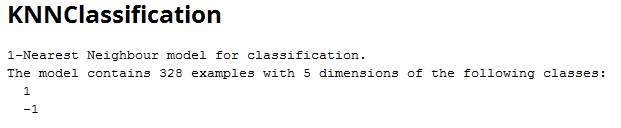 KNNClassification
1-Nearest Neighbour model for classification.
The model contains 328 examples with 5 dimensions of the following classes:
1
-1